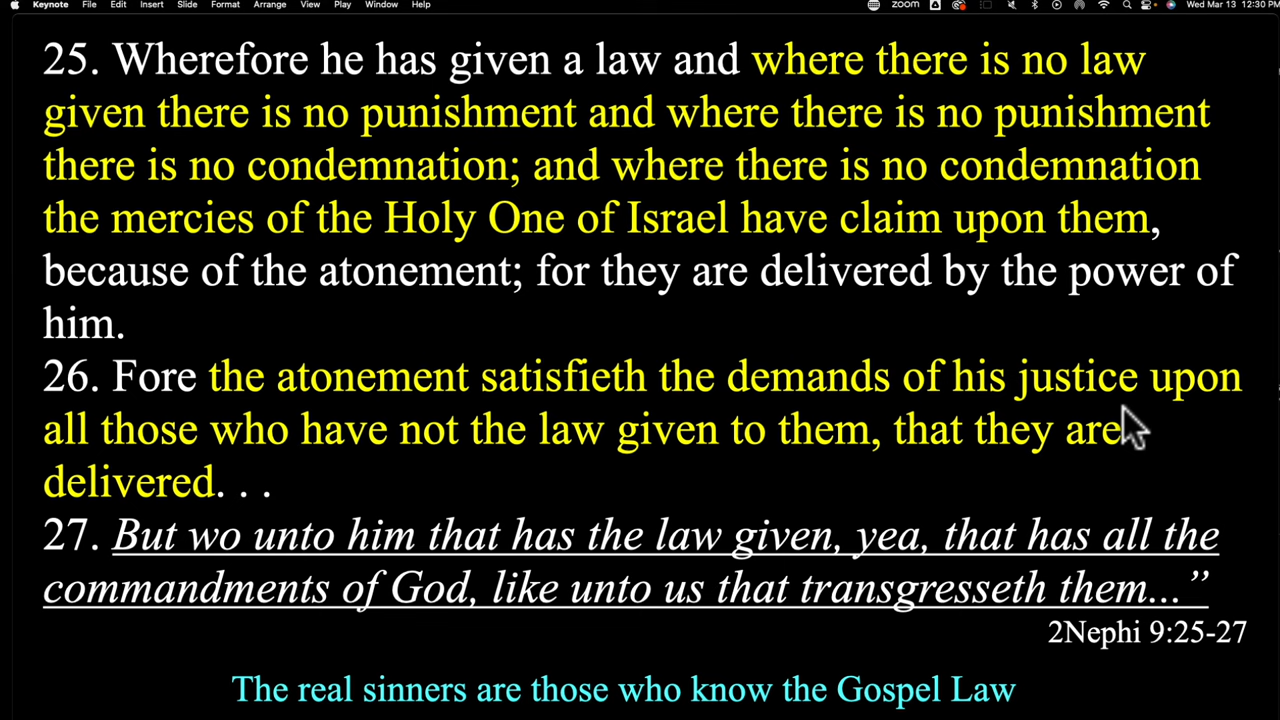 Keynote File Edit Insert Slide Format Arrange View Play Window Help zoom Wed Mar 13 12:30 PM
25. Wherefore he has given a law and where there is no law
given there is no punishment and where there is no punishment
there is no condemnation; and where there is no condemnation
the mercies of the Holy One of Israel have claim upon them,
because of the atonement; for they are delivered by the power of
him.
26. Fore the atonement satisfieth the demands of his justice upon
all those who have not the law given to them, that they are
delivered. . .
27. But wo unto him that has the law given, yea, that has all the
commandments of God, like unto us that transgresseth them...”
2Nephi 9:25-27
The real sinners are those who know the Gospel Law